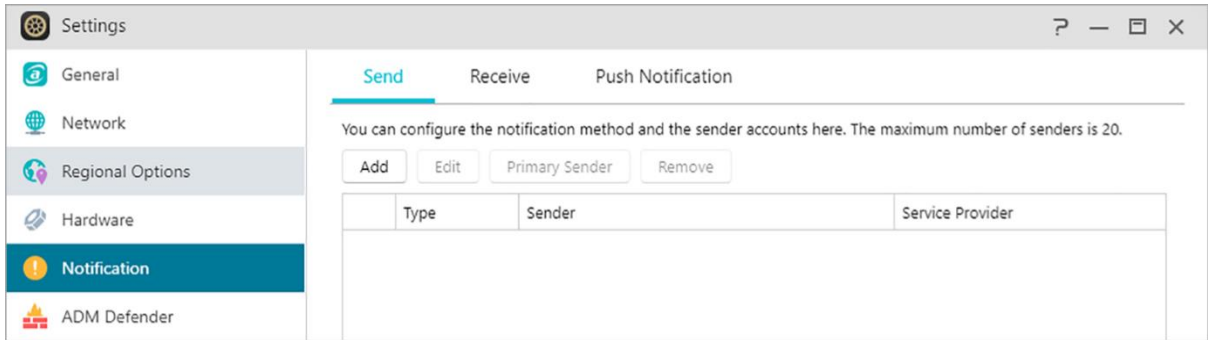 Settings
General
Send Receive Push Notification
Network
You can configure the notification method and the sender accounts here. The maximum number of senders is 20.
Regional Options
Add Edit Primary Sender Remove
Hardware
Type Sender Service Provider
Notification
ADM Defender